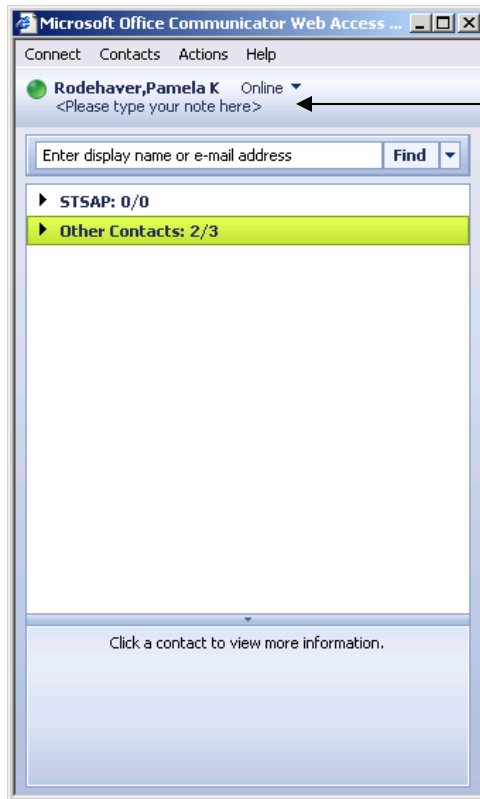 Microsoft Office Communicator Web Access ...
Connect Contacts Actions Help
Rodehaver,Pamela K Online
<Please type your note here>
Enter display name or e-mail address Find
STSAP: 0/0
Other Contacts: 2/3
Click a contact to view more information.